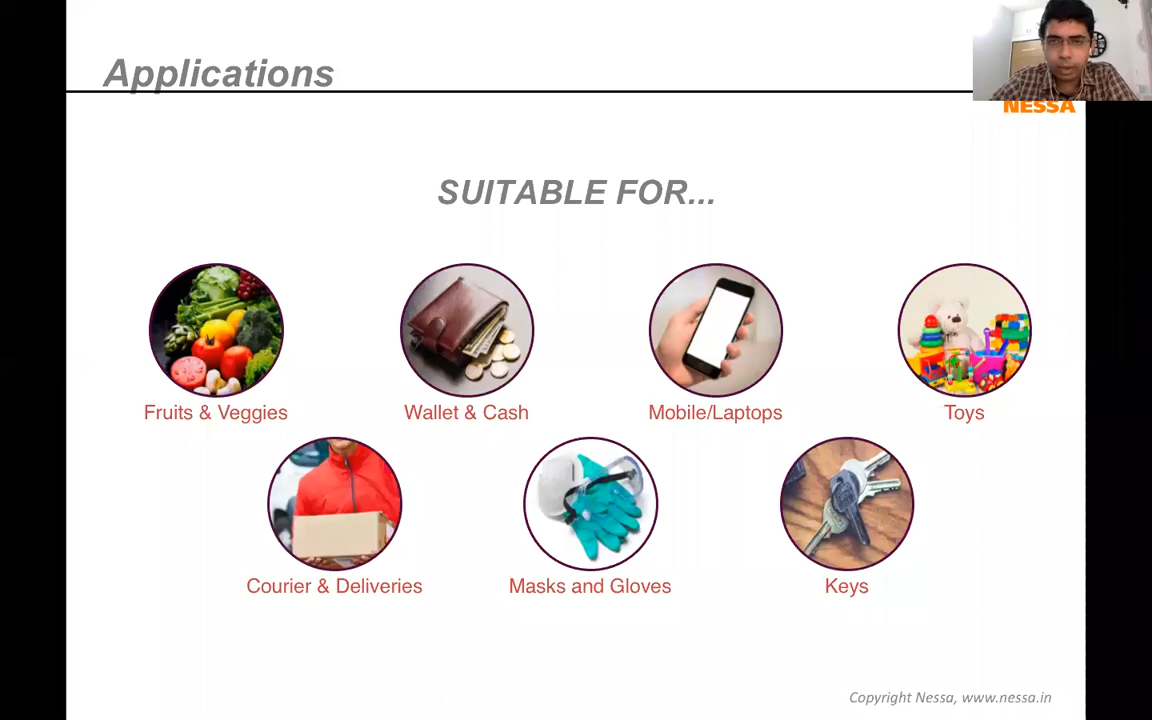 Applications
NESSA
SUITABLE FOR...
Fruits & Veggies
Wallet & Cash
Mobile/Laptops
Toys
Courier & Deliveries
Masks and Gloves
Keys
Copyright Nessa, www.nessa.in